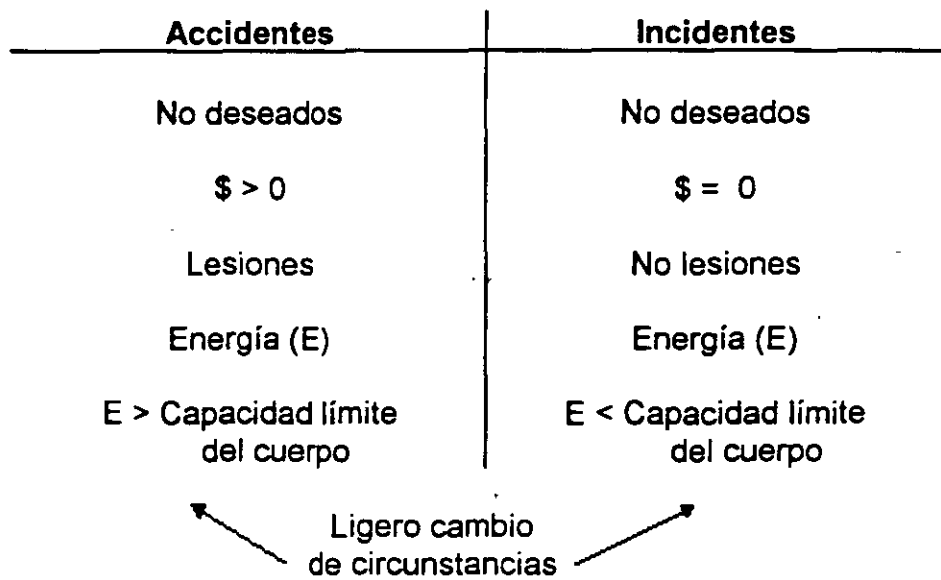 Accidentes Incidentes
No deseados No deseados
$ > 0 $ = 0
Lesiones No lesiones
Energía (E) Energía (E)
E > Capacidad límite E < Capacidad límite
del cuerpo del cuerpo
Ligero cambio
de circunstancias